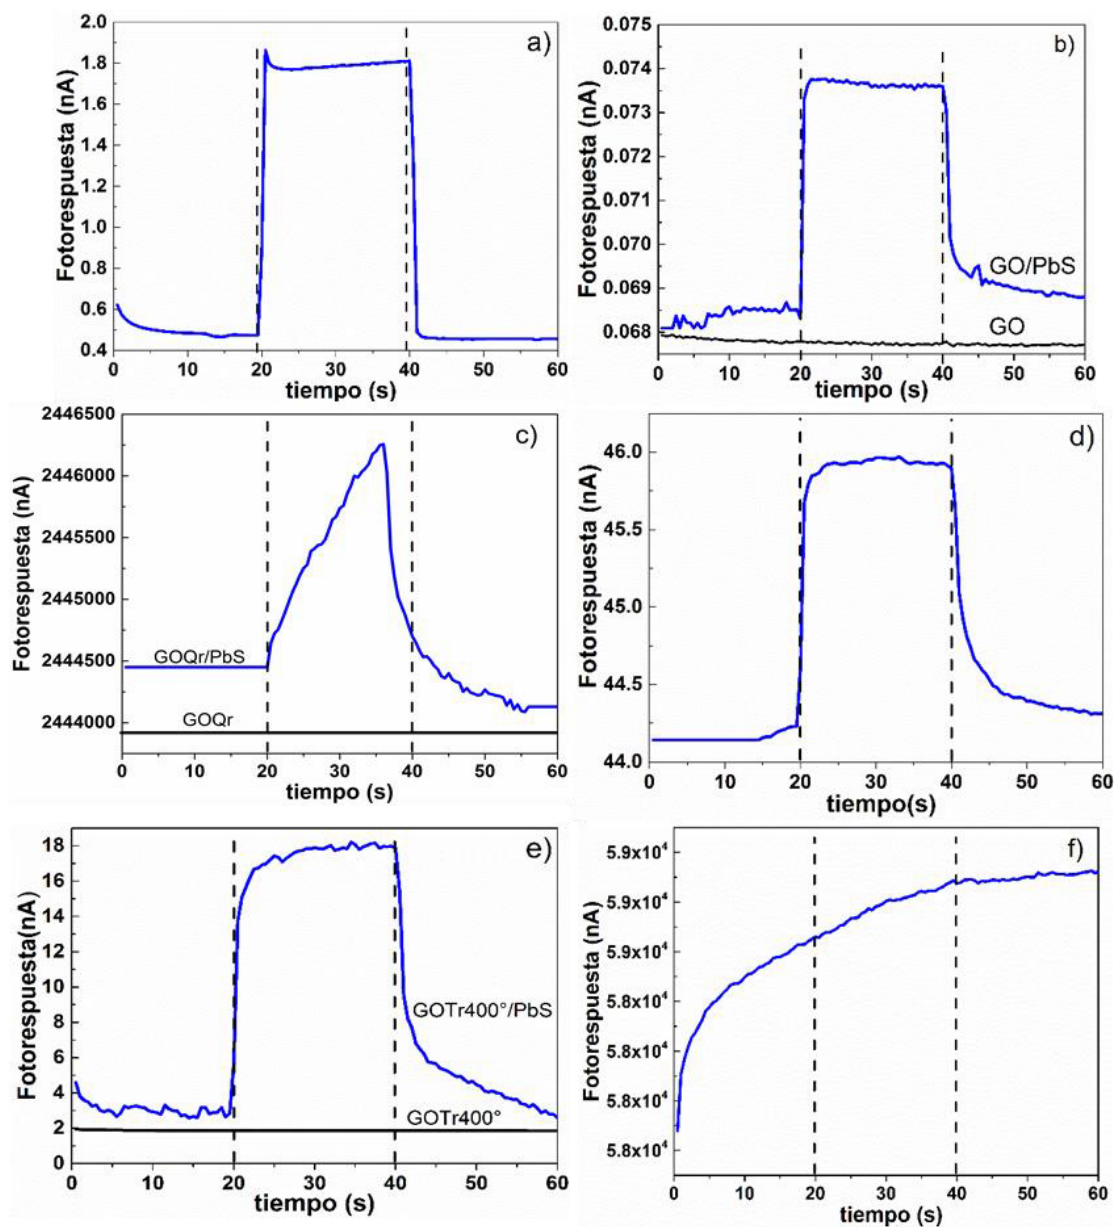 a)
Fotorespuesta (nA)
2.0
1.8
1.6
1.4
1.2
1.0
0.8
0.6
0.4
0 10 20 30 40 50 60
tiempo (s)
b)
Fotorespuesta (nA)
0.075
0.074
0.073
0.072
0.071
0.070
0.069
0.068
GO/PbS
GO
0 10 20 30 40 50 60
tiempo (s)
c)
Fotorespuesta (nA)
2446500
2446000
2445500
2445000
2444500
2444000
GOQr/PbS
GOQr
0 10 20 30 40 50 60
tiempo (s)
d)
Fotorespuesta (nA)
46.0
45.5
45.0
44.5
44.0
0 10 20 30 40 50 60
tiempo(s)
e)
Fotorespuesta(nA)
18
16
14
12
10
8
6
4
2
0
GOTr400°/PbS
GOTr400°
0 10 20 30 40 50 60
tiempo (s)
f)
Fotorespuesta (nA)
5.9x10⁴
5.9x10⁴
5.9x10⁴
5.8x10⁴
5.8x10⁴
5.8x10⁴
5.8x10⁴
0 10 20 30 40 50 60
tiempo (s)